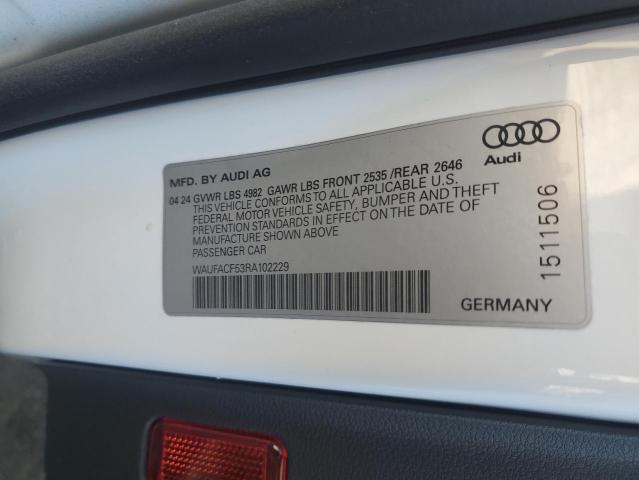 MFD. BY AUDI AG
04 24 GVWR LBS 4982 GAWR LBS FRONT 2535 /REAR 2646
THIS VEHICLE CONFORMS TO ALL APPLICABLE U.S.
FEDERAL MOTOR VEHICLE SAFETY, BUMPER AND THEFT
PREVENTION STANDARDS IN EFFECT ON THE DATE OF
MANUFACTURE SHOWN ABOVE
PASSENGER CAR
WAUFACF53RA102229
Audi
1511506
GERMANY